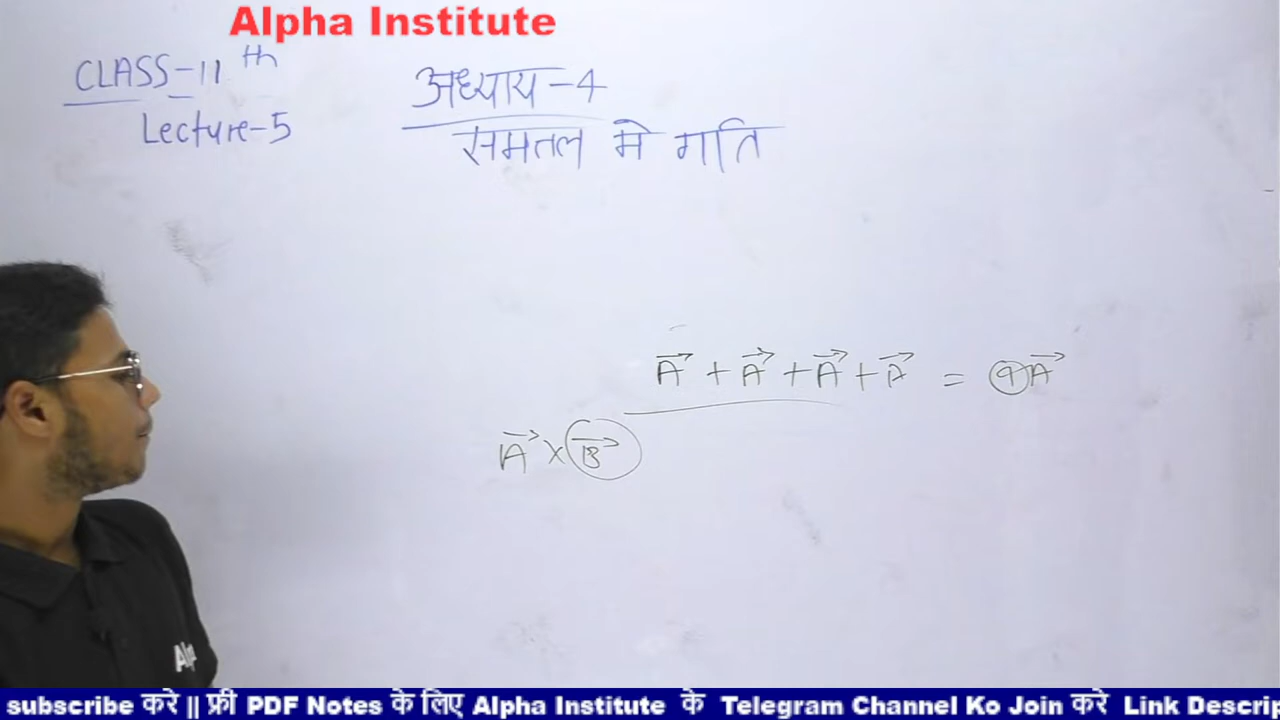 Alpha Institute
CLASS-11th
Lecture-5
अध्याय-4
समतल मे गति
A⃗ + A⃗ + A⃗ + A⃗ = 4A⃗
A⃗ × B⃗
Alp
subscribe करे || फ्री PDF Notes के लिए Alpha Institute के Telegram Channel Ko Join करे Link Descrip